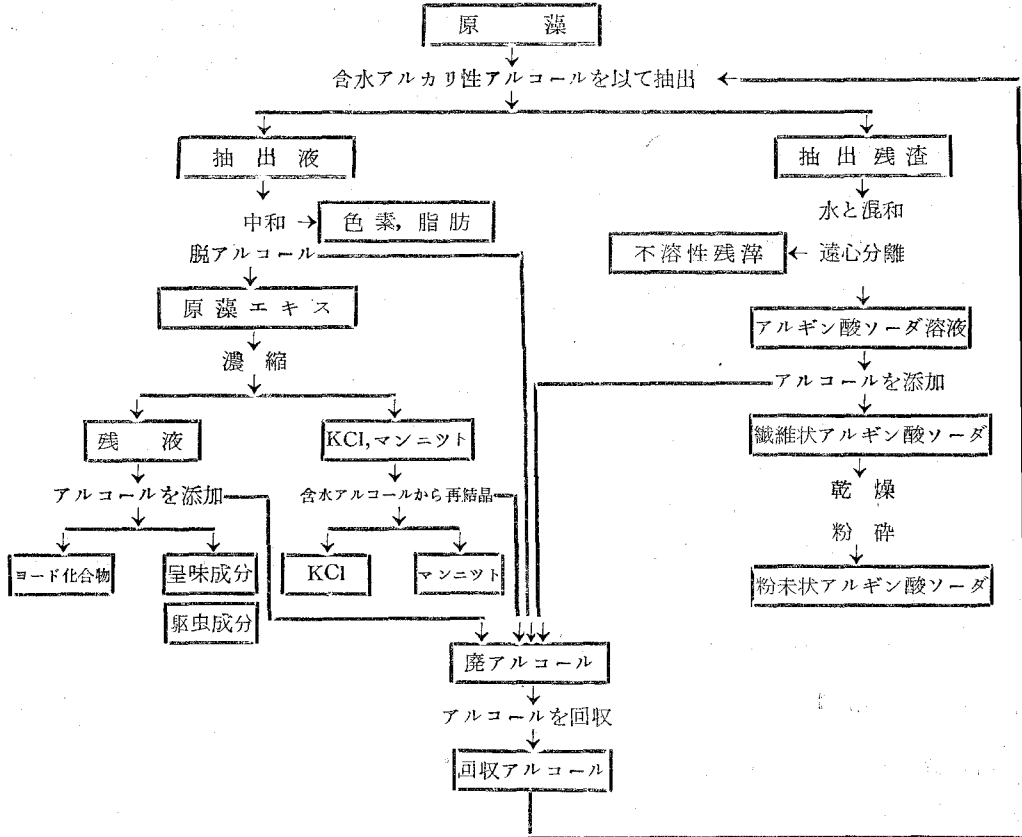 原藻
含水アルカリ性アルコールを以て抽出
抽出液
抽出残渣
中和
色素，脂肪
水と混和
脱アルコール
不溶性残滓
遠心分離
原藻エキス
アルギン酸ソーダ溶液
濃縮
アルコールを添加
残液
KCl，マンニツト
繊維状アルギン酸ソーダ
アルコールを添加
含水アルコールから再結晶
乾燥
粉砕
ヨード化合物
呈味成分
KCl
マンニツト
粉末状アルギン酸ソーダ
駆虫成分
廃アルコール
アルコールを回収
回収アルコール